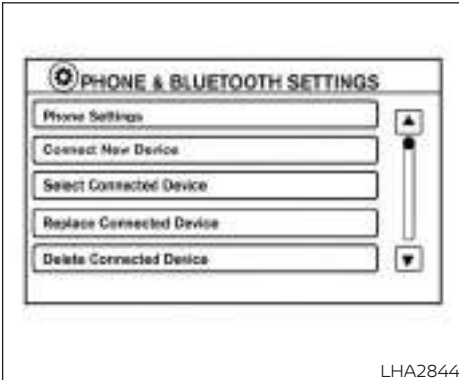 PHONE & BLUETOOTH SETTINGS
Phone Settings
Connect New Device
Select Connected Device
Replace Connected Device
Delete Connected Device
LHA2844